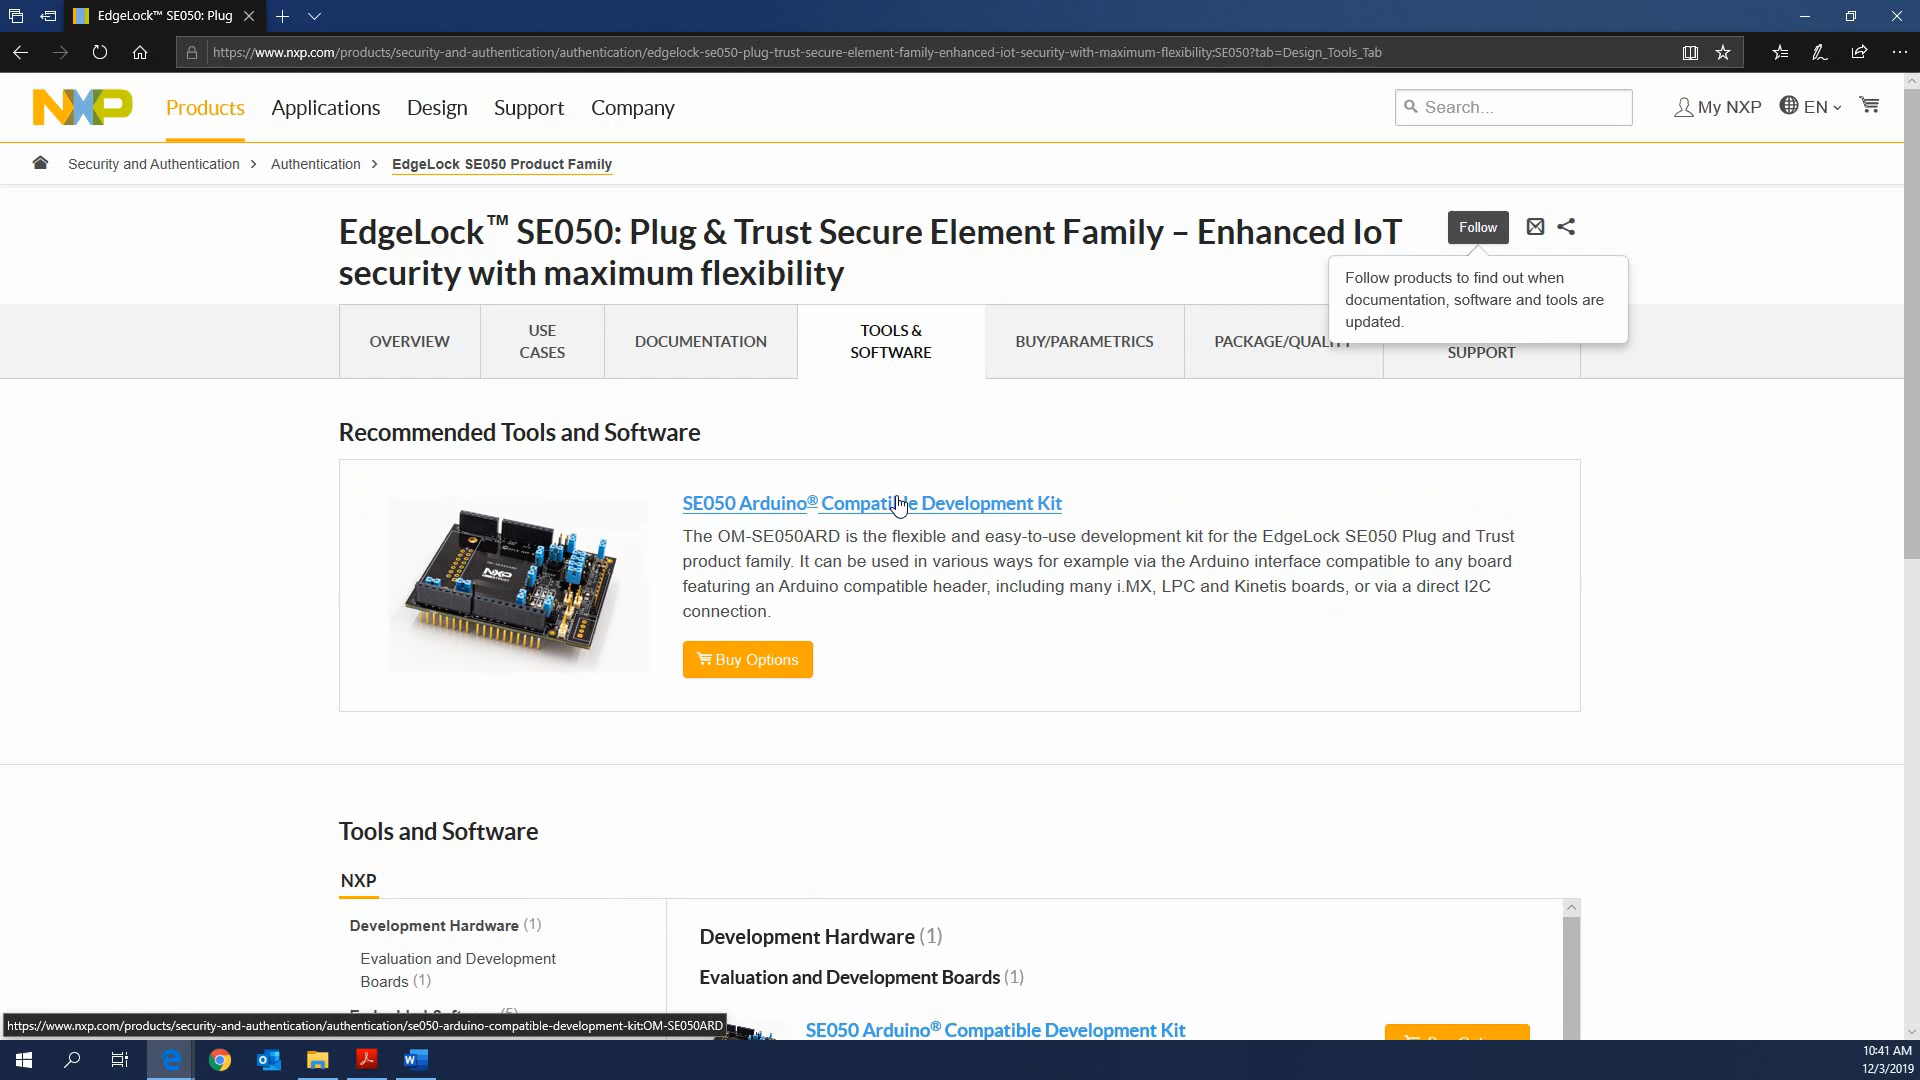 EdgeLock™ SE050: Plug
https://www.nxp.com/products/security-and-authentication/authentication/edgelock-se050-plug-trust-secure-element-family-enhanced-iot-security-with-maximum-flexibility:SE050?tab=Design_Tools_Tab
NXP
Products
Applications
Design
Support
Company
Search...
My NXP
EN
Security and Authentication > Authentication > EdgeLock SE050 Product Family
EdgeLock™ SE050: Plug & Trust Secure Element Family – Enhanced IoT
security with maximum flexibility
Follow
Follow products to find out when
documentation, software and tools are
updated.
OVERVIEW
USE
CASES
DOCUMENTATION
TOOLS &
SOFTWARE
BUY/PARAMETRICS
PACKAGE/QUALITY
SUPPORT
Recommended Tools and Software
SE050 Arduino® Compatible Development Kit
The OM-SE050ARD is the flexible and easy-to-use development kit for the EdgeLock SE050 Plug and Trust
product family. It can be used in various ways for example via the Arduino interface compatible to any board
featuring an Arduino compatible header, including many i.MX, LPC and Kinetis boards, or via a direct I2C
connection.
Buy Options
Tools and Software
NXP
Development Hardware (1)
Evaluation and Development
Boards (1)
Development Hardware (1)
Evaluation and Development Boards (1)
SE050 Arduino® Compatible Development Kit
https://www.nxp.com/products/security-and-authentication/authentication/se050-arduino-compatible-development-kit:OM-SE050ARD
10:41 AM
12/3/2019